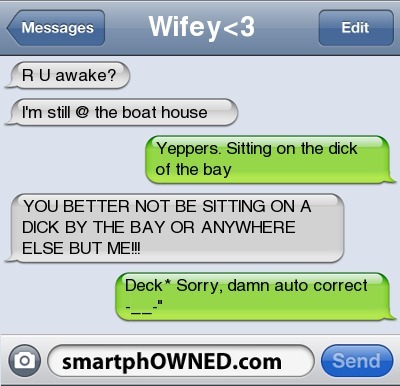 Messages
Wifey<3
Edit
R U awake?
I'm still @ the boat house
Yeppers. Sitting on the dick
of the bay
YOU BETTER NOT BE SITTING ON A
DICK BY THE BAY OR ANYWHERE
ELSE BUT ME!!!
Deck* Sorry, damn auto correct
-__-"
smartphOWNED.com
Send